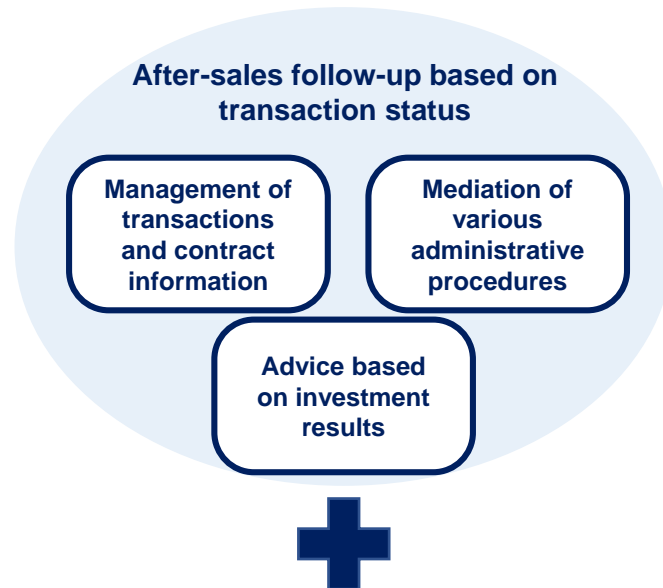 After-sales follow-up based on
transaction status
Management of
transactions
and contract
information
Mediation of
various
administrative
procedures
Advice based
on investment
results